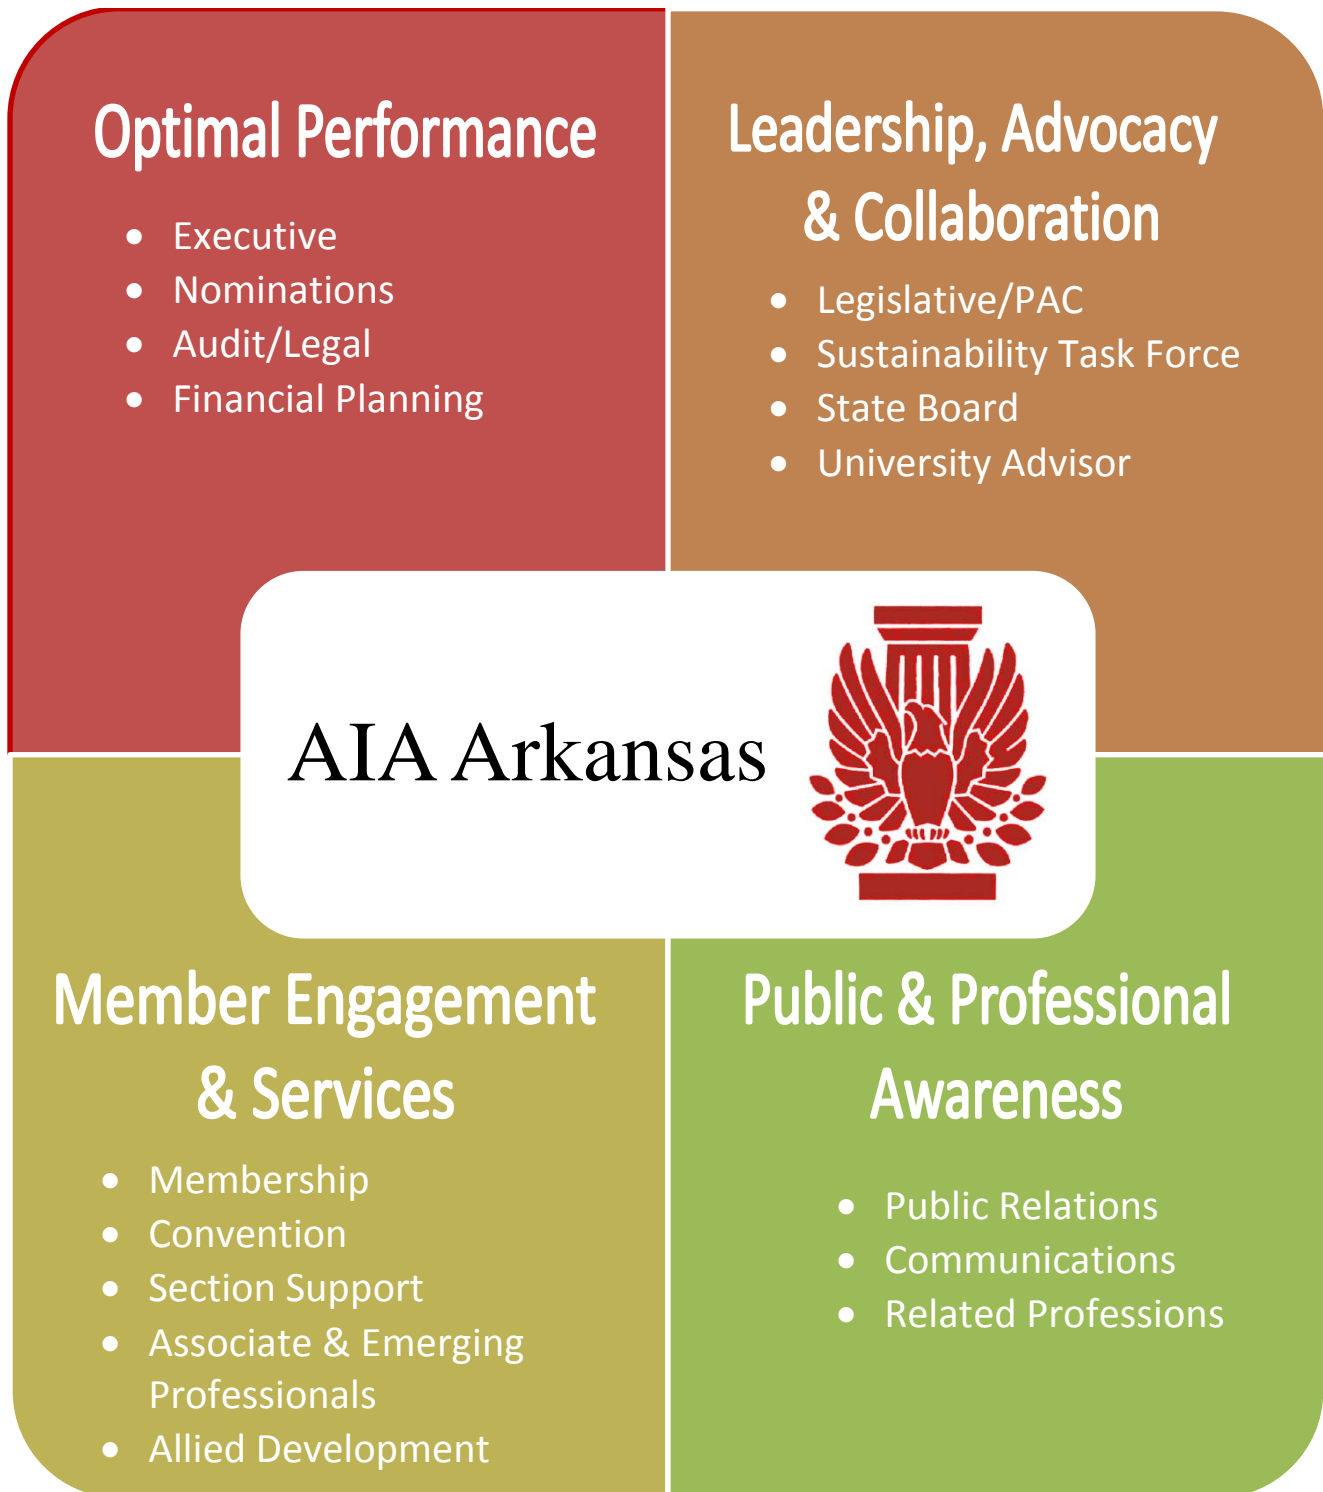 Optimal Performance
• Executive
• Nominations
• Audit/Legal
• Financial Planning
Leadership, Advocacy
& Collaboration
• Legislative/PAC
• Sustainability Task Force
• State Board
• University Advisor
AIA Arkansas
Member Engagement
& Services
• Membership
• Convention
• Section Support
• Associate & Emerging
Professionals
• Allied Development
Public & Professional
Awareness
• Public Relations
• Communications
• Related Professions